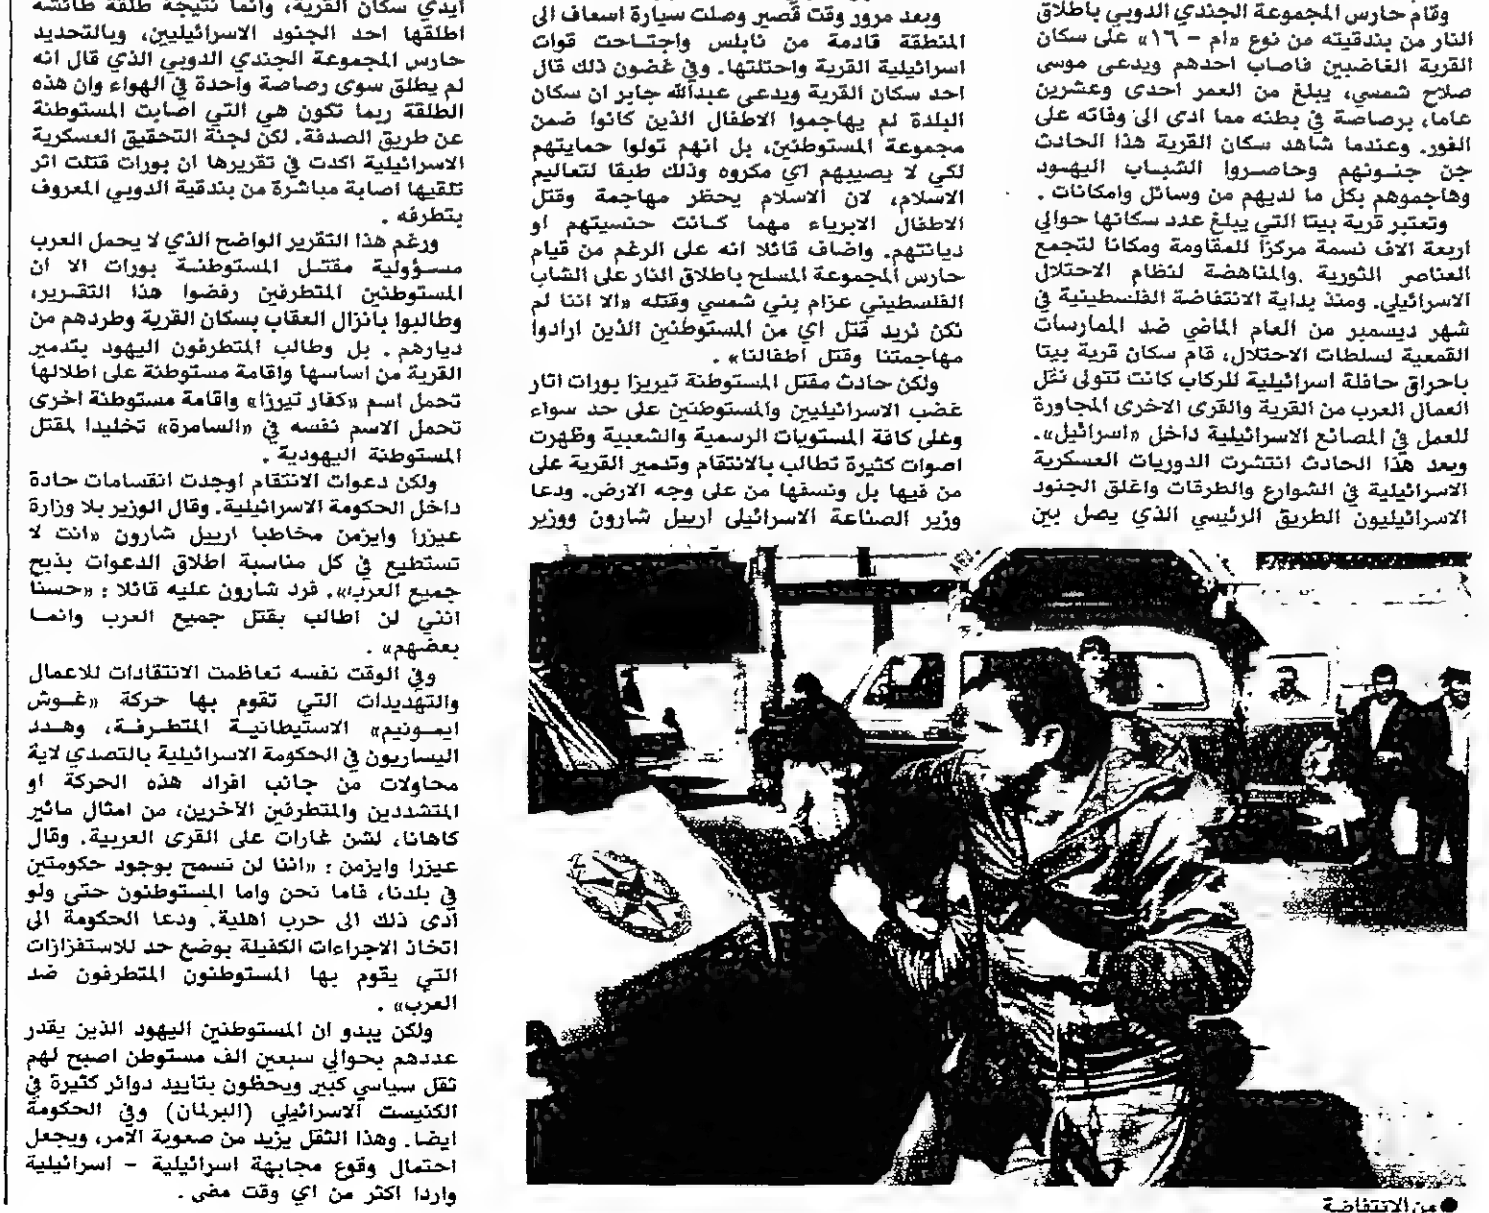 وقام حارس المجموعة الجندي الدوبي باطلاق
النار من بندقيته من نوع «ام – ١٦» على سكان
القرية الغاضبين فاصاب احدهم ويدعى موسى
صلاح شمسي، يبلغ من العمر احدى وعشرين
عاما، برصاصة في بطنه مما ادى الى وفاته على
الفور. وعندما شاهد سكان القرية هذا الحادث
جن جنونهم وحاصروا الشباب اليهود
وهاجموهم بكل ما لديهم من وسائل وامكانات .
وتعتبر قرية بيتا التي يبلغ عدد سكانها حوالي
اربعة الاف نسمة مركزا للمقاومة ومكانا لتجمع
العناصر الثورية والمناهضة لنظام الاحتلال
الاسرائيلي. ومنذ بداية الانتفاضة الفلسطينية في
شهر ديسمبر من العام الماضي ضد الممارسات
القمعية لسلطات الاحتلال، قام سكان قرية بيتا
باحراق حافلة اسرائيلية للركاب كانت تتولى نقل
العمال العرب من القرية والقرى الاخرى المجاورة
للعمل في المصانع الاسرائيلية داخل «اسرائيل».
وبعد هذا الحادث انتشرت الدوريات العسكرية
الاسرائيلية في الشوارع والطرقات واغلق الجنود
الاسرائيليون الطريق الرئيسي الذي يصل بين
وبعد مرور وقت قصير وصلت سيارة اسعاف الى
المنطقة قادمة من نابلس واجتاحت قوات
اسرائيلية القرية واحتلتها. وفي غضون ذلك قال
احد سكان القرية ويدعى عبدالله جابر ان سكان
البلدة لم يهاجموا الاطفال الذين كانوا ضمن
مجموعة المستوطنين، بل انهم تولوا حمايتهم
لكي لا يصيبهم اي مكروه وذلك طبقا لتعاليم
الاسلام، لان الاسلام يحظر مهاجمة وقتل
الاطفال الابرياء مهما كانت جنسيتهم او
ديانتهم. واضاف قائلا انه على الرغم من قيام
حارس المجموعة المسلح باطلاق النار على الشاب
الفلسطيني عزام بني شمسي وقتله «الا اننا لم
نكن نريد قتل اي من المستوطنين الذين ارادوا
مهاجمتنا وقتل اطفالنا» .
ولكن حادث مقتل المستوطنة تيريزا بورات اثار
غضب الاسرائيليين والمستوطنين على حد سواء
وعلى كافة المستويات الرسمية والشعبية وظهرت
اصوات كثيرة تطالب بالانتقام وتدمير القرية على
من فيها بل ونسفها من على وجه الارض. ودعا
وزير الصناعة الاسرائيلي اريل شارون ووزير
ايدي سكان القرية، وانما نتيجة طلقة طائشة
اطلقها احد الجنود الاسرائيليين، وبالتحديد
حارس المجموعة الجندي الدوبي الذي قال انه
لم يطلق سوى رصاصة واحدة في الهواء وان هذه
الطلقة ربما تكون هي التي اصابت المستوطنة
عن طريق الصدفة. لكن لجنة التحقيق العسكرية
الاسرائيلية اكدت في تقريرها ان بورات قتلت اثر
تلقيها اصابة مباشرة من بندقية الدوبي المعروف
بتطرفه .
ورغم هذا التقرير الواضح الذي لا يحمل العرب
مسؤولية مقتل المستوطنة بورات الا ان
المستوطنين المتطرفين رفضوا هذا التقرير،
وطالبوا بانزال العقاب بسكان القرية وطردهم من
ديارهم . بل وطالب المتطرفون اليهود بتدمير
القرية من اساسها واقامة مستوطنة على اطلالها
تحمل اسم «كفار تيرزا» واقامة مستوطنة اخرى
تحمل الاسم نفسه في «السامرة» تخليدا لمقتل
المستوطنة اليهودية .
ولكن دعوات الانتقام اوجدت انقسامات حادة
داخل الحكومة الاسرائيلية. وقال الوزير بلا وزارة
عيزرا وايزمن مخاطبا اريل شارون «انت لا
تستطيع في كل مناسبة اطلاق الدعوات بذبح
جميع العرب». فرد شارون عليه قائلا : «حسنا
انني لن اطالب بقتل جميع العرب وانما
بعضهم» .
وفي الوقت نفسه تعاظمت الانتقادات للاعمال
والتهديدات التي تقوم بها حركة «غوش
ايمونيم» الاستيطانية المتطرفة، وهدد
اليساريون في الحكومة الاسرائيلية بالتصدي لاية
محاولات من جانب افراد هذه الحركة او
المتشددين والمتطرفين الآخرين، من امثال مائير
كاهانا، لشن غارات على القرى العربية. وقال
عيزرا وايزمن : «اننا لن نسمح بوجود حكومتين
في بلدنا، فاما نحن واما المستوطنون حتى ولو
ادى ذلك الى حرب اهلية. ودعا الحكومة الى
اتخاذ الاجراءات الكفيلة بوضع حد للاستفزازات
التي يقوم بها المستوطنون المتطرفون ضد
العرب» .
ولكن يبدو ان المستوطنين اليهود الذين يقدر
عددهم بحوالي سبعين الف مستوطن اصبح لهم
ثقل سياسي كبير ويحظون بتاييد دوائر كثيرة في
الكنيست الاسرائيلي (البرلمان) وفي الحكومة
ايضا. وهذا الثقل يزيد من صعوبة الامر، ويجعل
احتمال وقوع مجابهة اسرائيلية – اسرائيلية
واردا اكثر من اي وقت مضى .
● من الانتفاضة